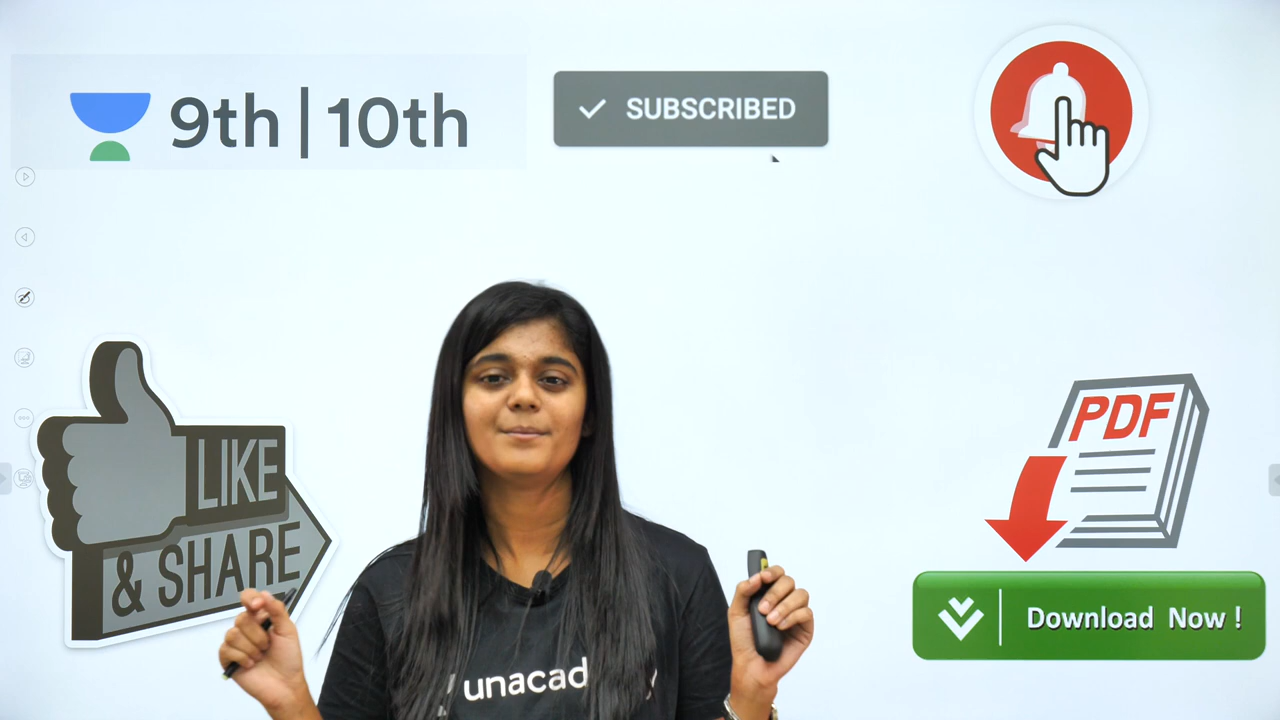 9th | 10th
SUBSCRIBED
LIKE
& SHARE
PDF
Download Now !
unacad